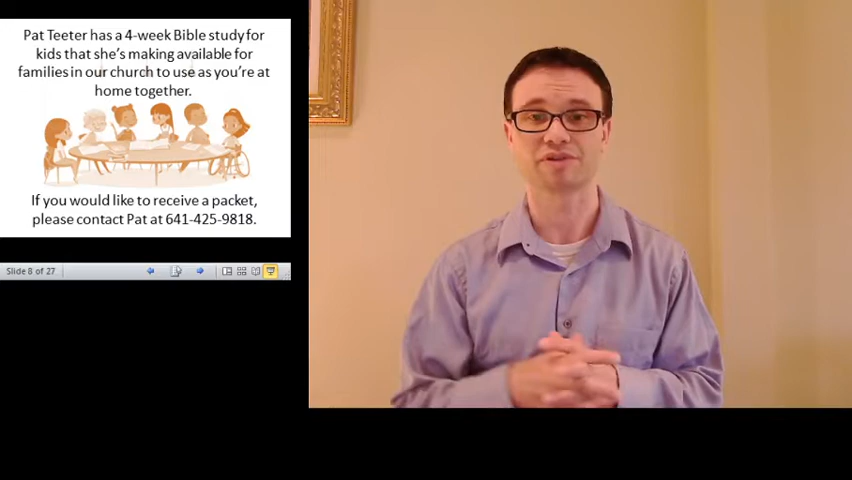 Pat Teeter has a 4-week Bible study for
kids that she's making available for
families in our church to use as you're at
home together.
If you would like to receive a packet,
please contact Pat at 641-425-9818.
Slide 8 of 27